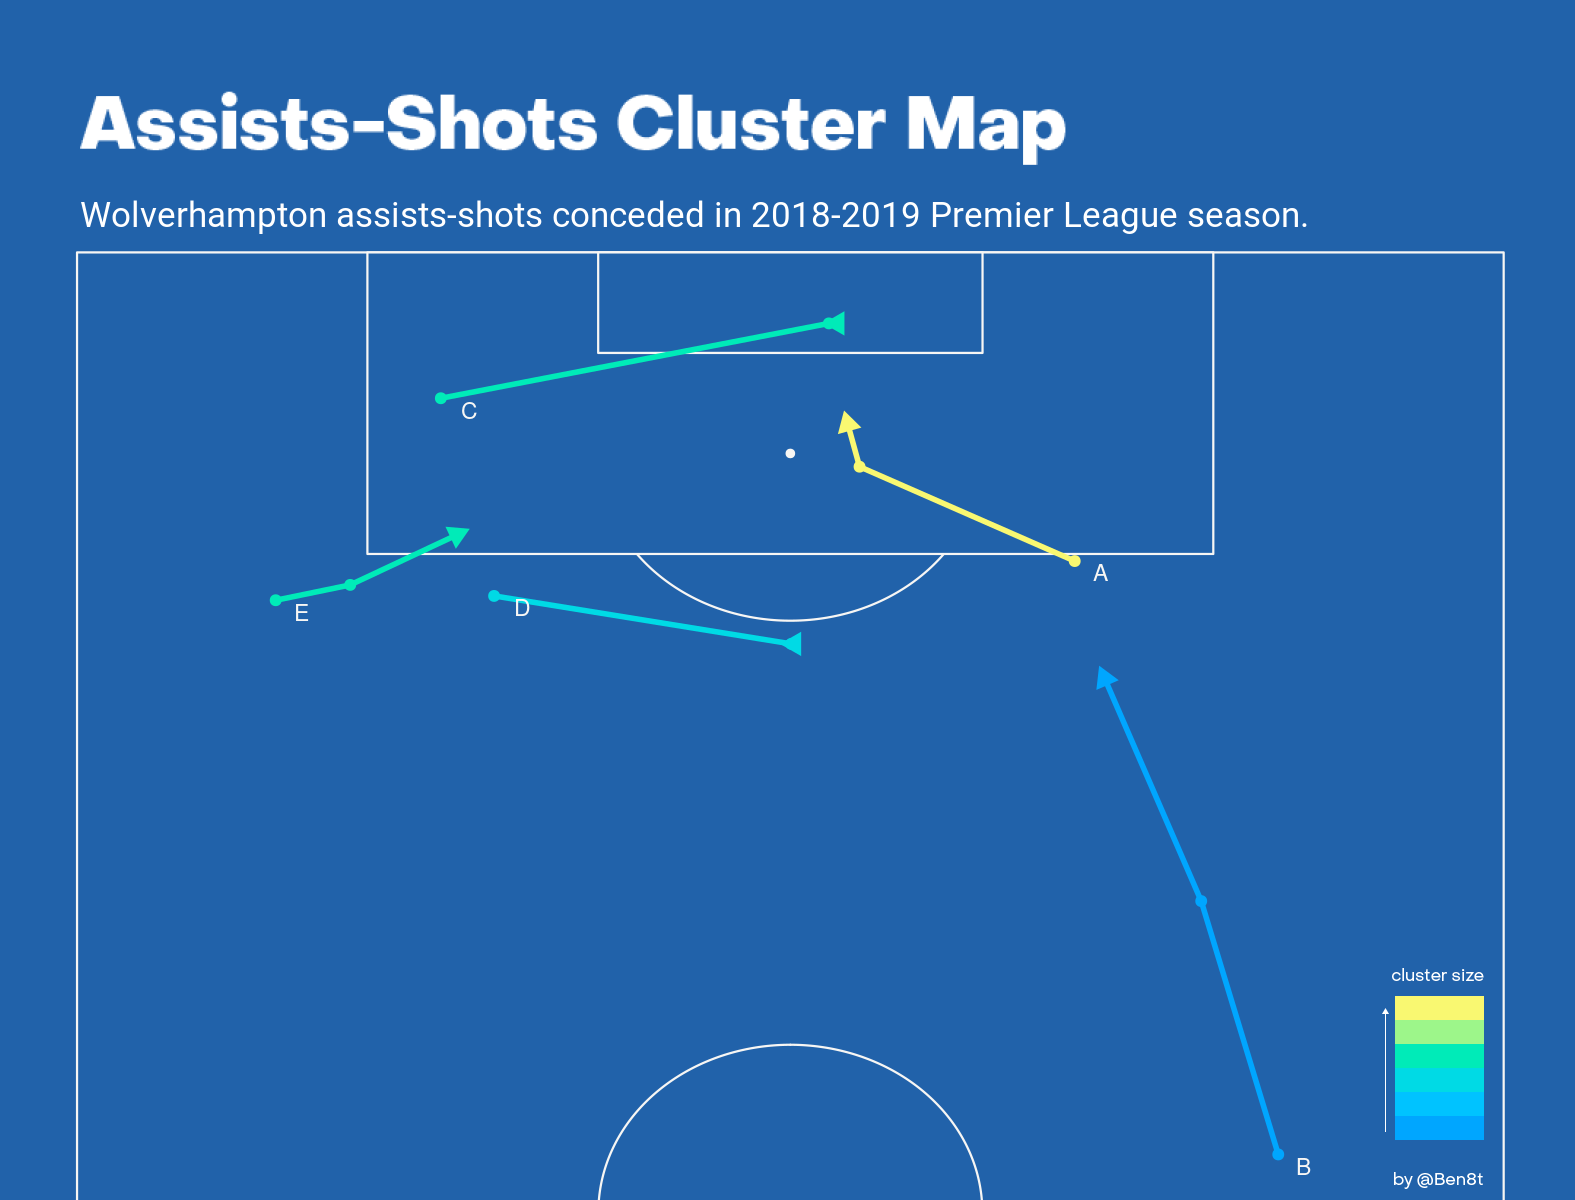 Assists-Shots Cluster Map
Wolverhampton assists-shots conceded in 2018-2019 Premier League season.
C
A
E
D
cluster size
B
by @Ben8t